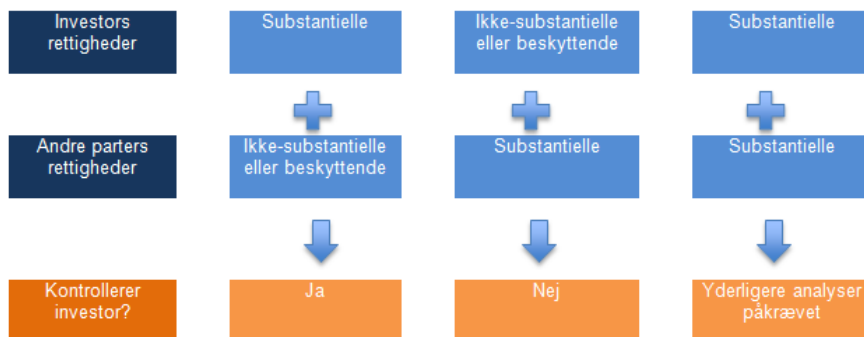 Investors
rettigheder
Substantielle
Ikke-substantielle
eller beskyttende
Substantielle
Andre parters
rettigheder
Ikke-substantielle
eller beskyttende
Substantielle
Substantielle
Kontrollerer
investor?
Ja
Nej
Yderligere analyser
påkrævet